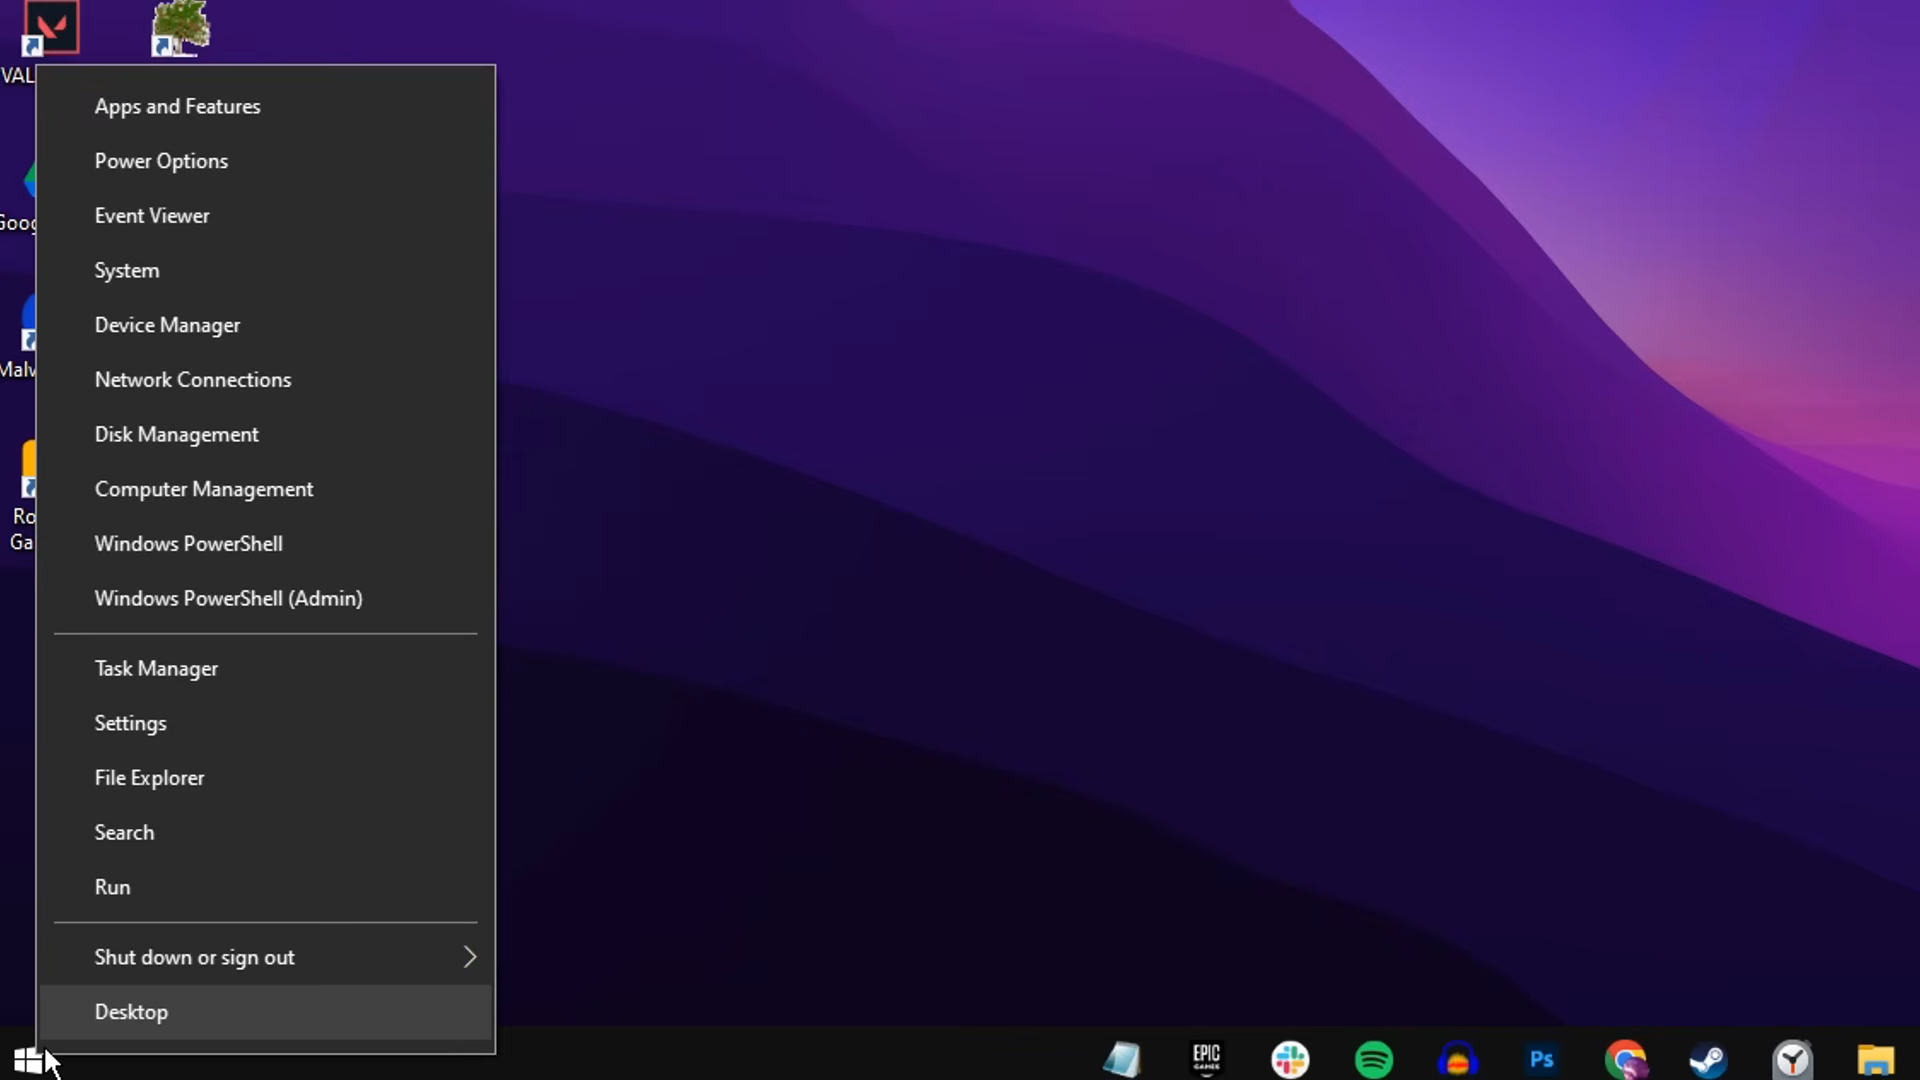 VAL
Goog
Malw
Ro
Ga
Apps and Features
Power Options
Event Viewer
System
Device Manager
Network Connections
Disk Management
Computer Management
Windows PowerShell
Windows PowerShell (Admin)
Task Manager
Settings
File Explorer
Search
Run
Shut down or sign out
Desktop
EPIC
GAMES
Ps